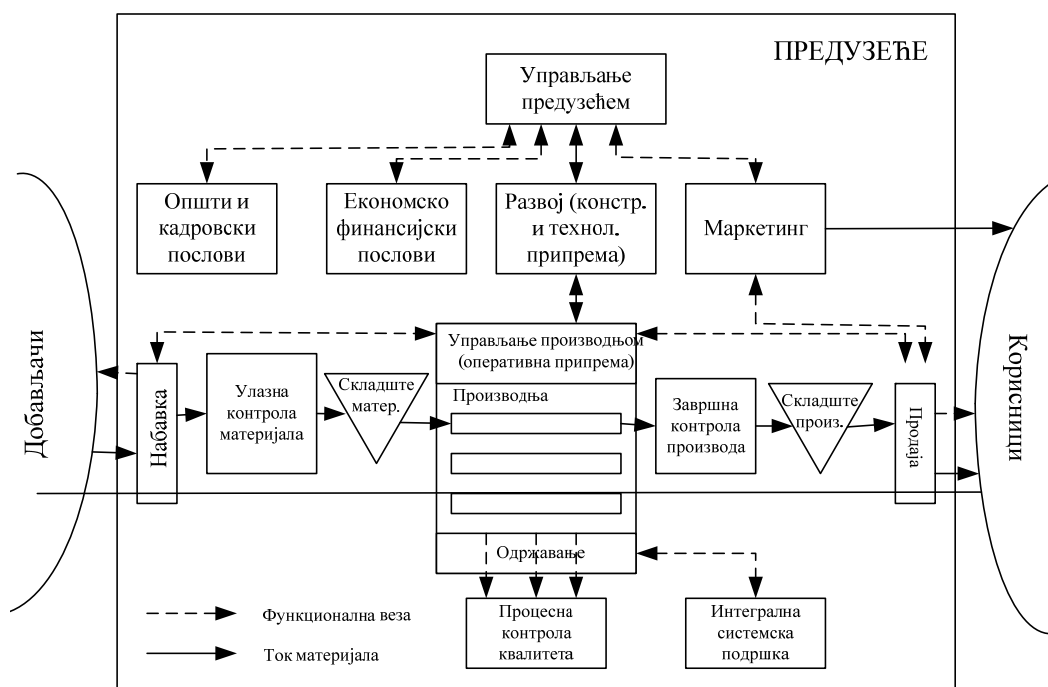 ПРЕДУЗЕЋЕ
Управљање
предузећем
Општи и
кадровски
послови
Економско
финансијски
послови
Развој (констр.
и технол.
припрема)
Маркетинг
Добављачи
Набавка
Улазна
контрола
материјала
Складиште
матер.
Управљање производњом
(оперативна припрема)
Производња
Завршна
контрола
производа
Складиште
произ.
Продаја
Корисници
Одржавање
Процесна
контрола
квалитета
Интегрална
системска
подршка
Функционална веза
Ток материјала